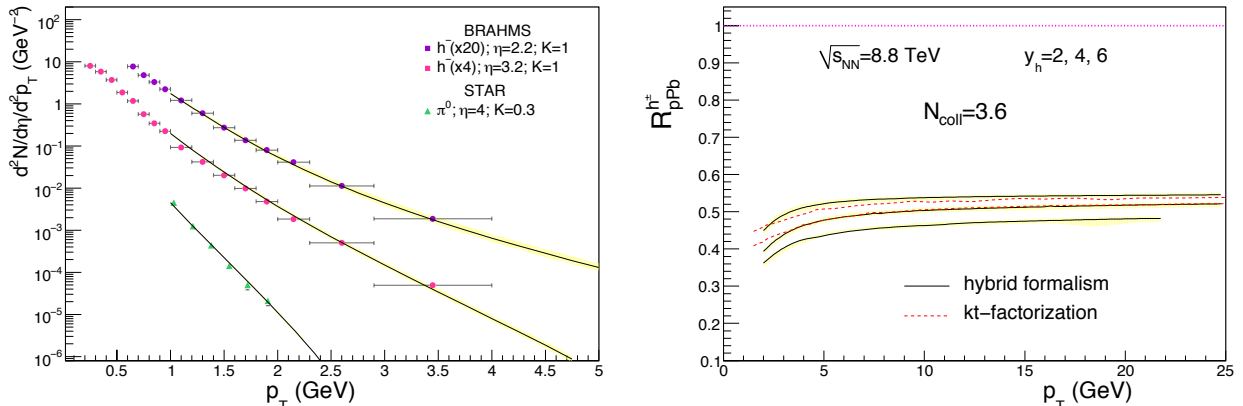 d²N/dη/d²p_T (GeV⁻²)
10²
10
1
10⁻¹
10⁻²
10⁻³
10⁻⁴
10⁻⁵
10⁻⁶
BRAHMS
h⁻(x20); η=2.2; K=1
h⁻(x4); η=3.2; K=1
STAR
π⁰; η=4; K=0.3
0.5 1 1.5 2 2.5 3 3.5 4 4.5 5
p_T (GeV)
R^{h±}_{pPb}
1
0.9
0.8
0.7
0.6
0.5
0.4
0.3
0.2
0.1
√s_NN=8.8 TeV y_h=2, 4, 6
N_coll=3.6
hybrid formalism
kt−factorization
0 5 10 15 20 25
p_T (GeV)